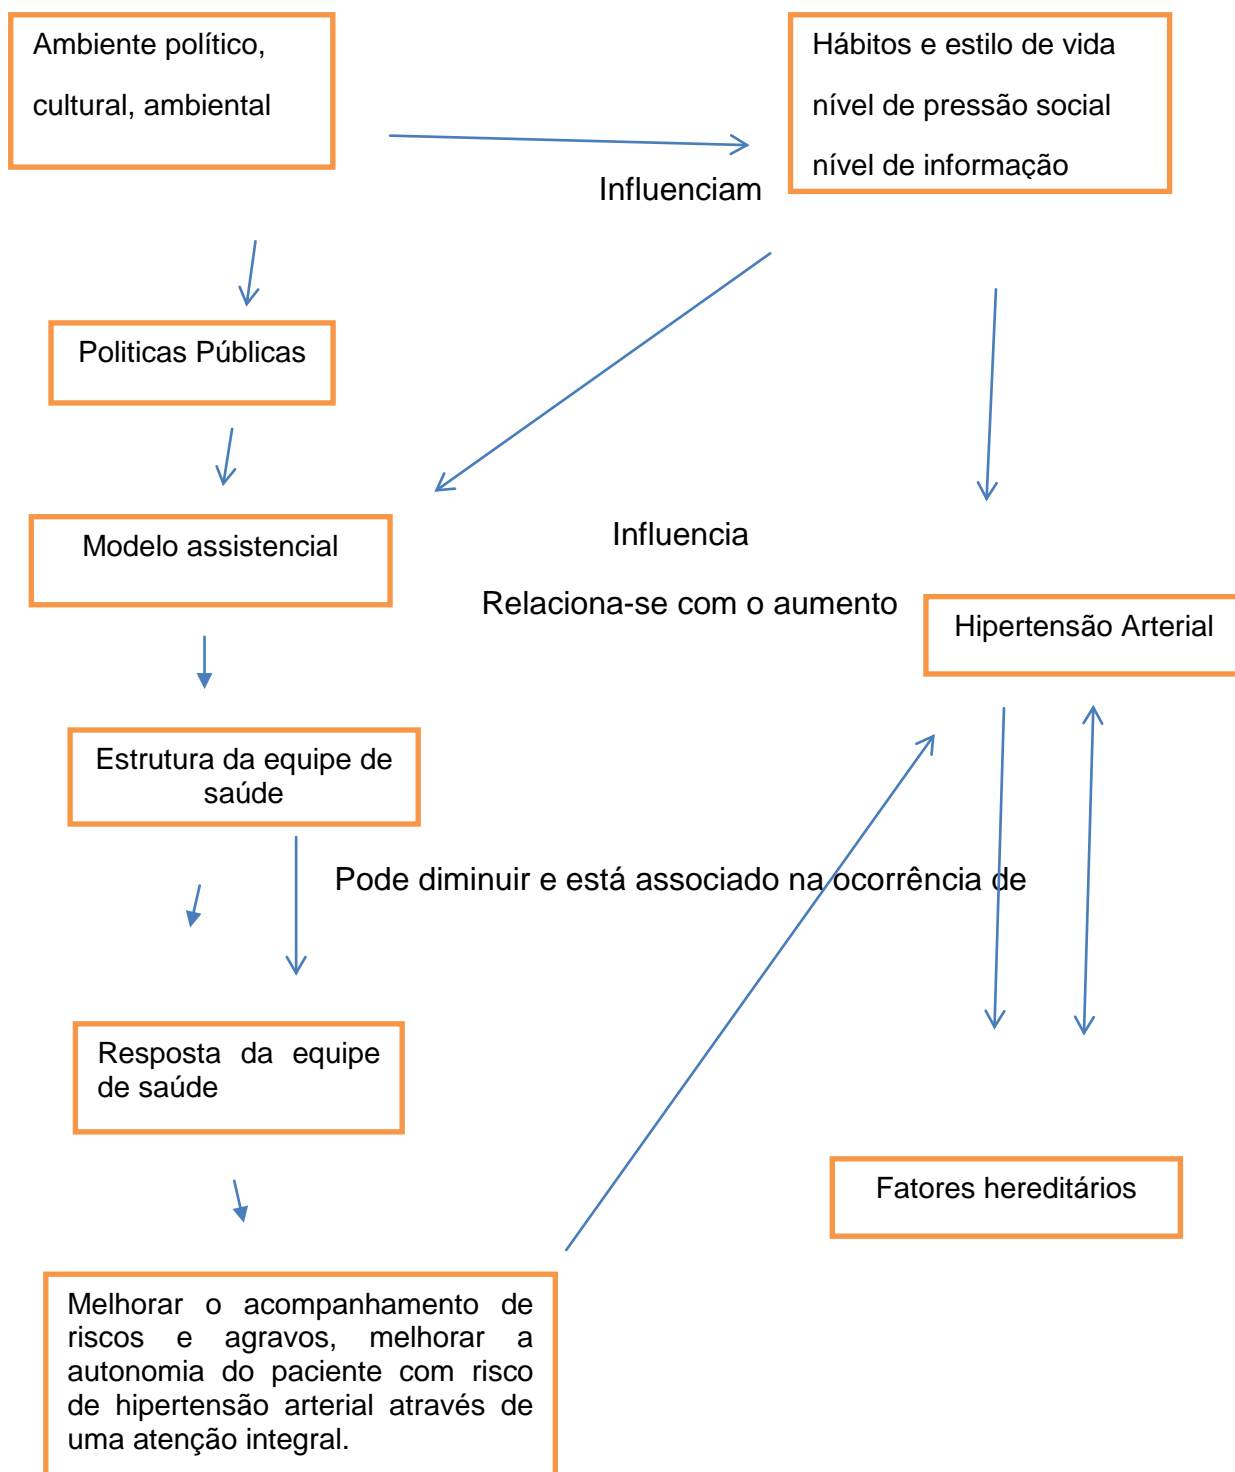 Ambiente político,
cultural, ambiental
Hábitos e estilo de vida
nível de pressão social
nível de informação
Influenciam
Politicas Públicas
Modelo assistencial
Influencia
Relaciona-se com o aumento
Hipertensão Arterial
Estrutura da equipe de
saúde
Pode diminuir e está associado na ocorrência de
Resposta da equipe
de saúde
Fatores hereditários
Melhorar o acompanhamento de
riscos e agravos, melhorar a
autonomia do paciente com risco
de hipertensão arterial através de
uma atenção integral.